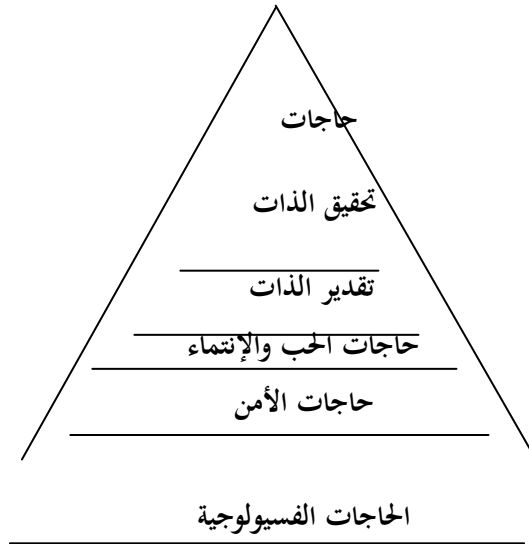 حاجات
تحقيق الذات
تقدير الذات
حاجات الحب والإنتماء
حاجات الأمن
الحاجات الفسيولوجية